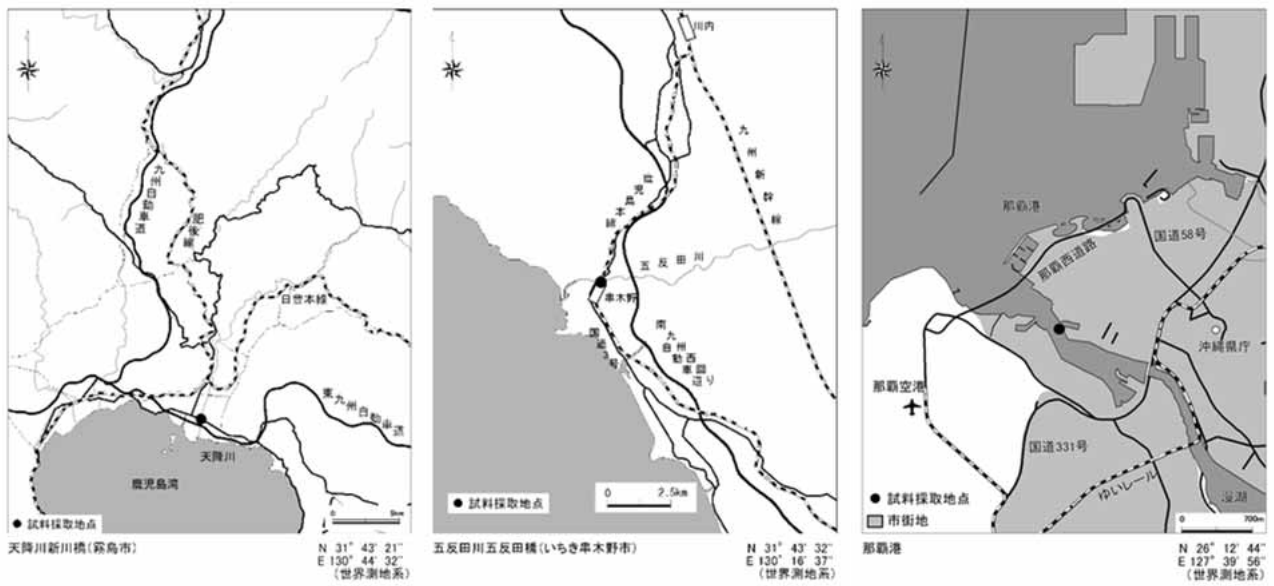 九州自動車道
肥後線
日豊本線
東九州自動車道
天降川
鹿児島湾
● 試料採取地点
5km
天降川新川橋(霧島市)
N 31° 43′ 21″
E 130° 44′ 32″
(世界測地系)
川内
九州新幹線
鹿児島本線
五反田川
串木野
国道3号
南九州西回り
自動車道
● 試料採取地点
0 2.5km
五反田川五反田橋(いちき串木野市)
N 31° 43′ 32″
E 130° 16′ 37″
(世界測地系)
那覇港
国道58号
那覇西道路
沖縄県庁
那覇空港
国道331号
ゆいレール
漫湖
● 試料採取地点
市街地
0 700m
那覇港
N 26° 12′ 44″
E 127° 39′ 56″
(世界測地系)